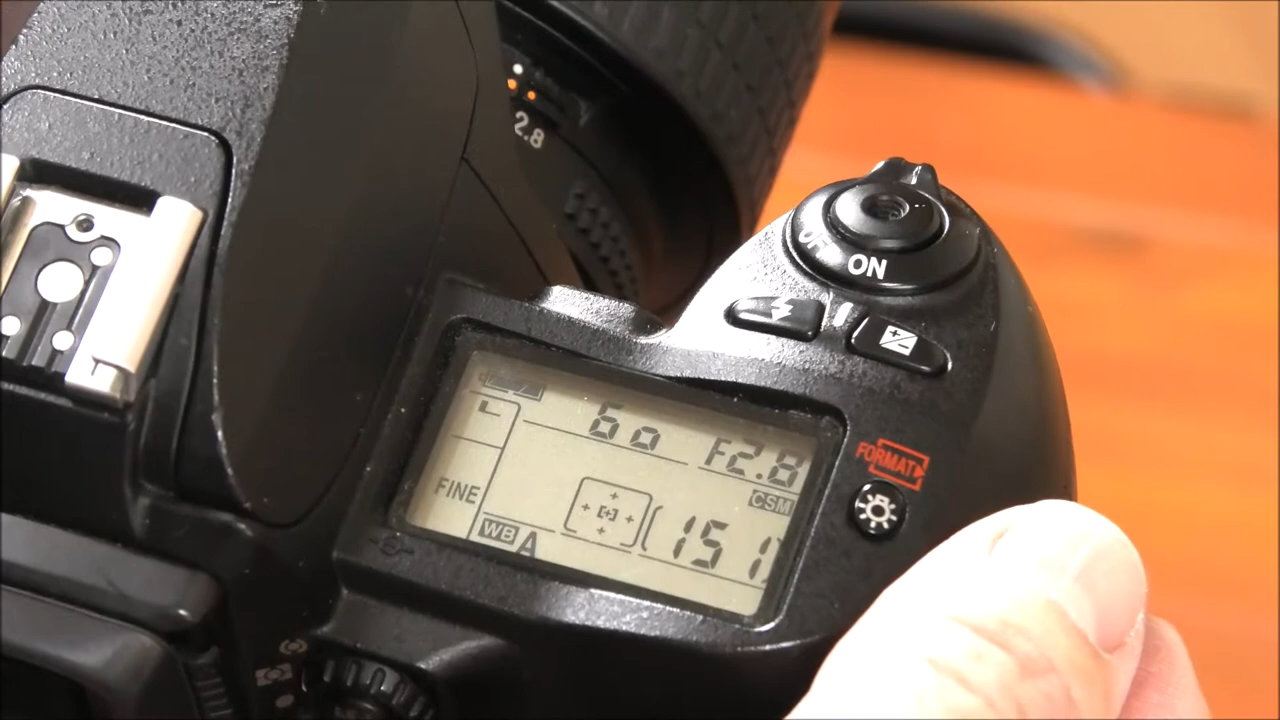 2.8
OFF
ON
FORMAT
60 F2.8
L
FINE
CSM
[151]
WB A